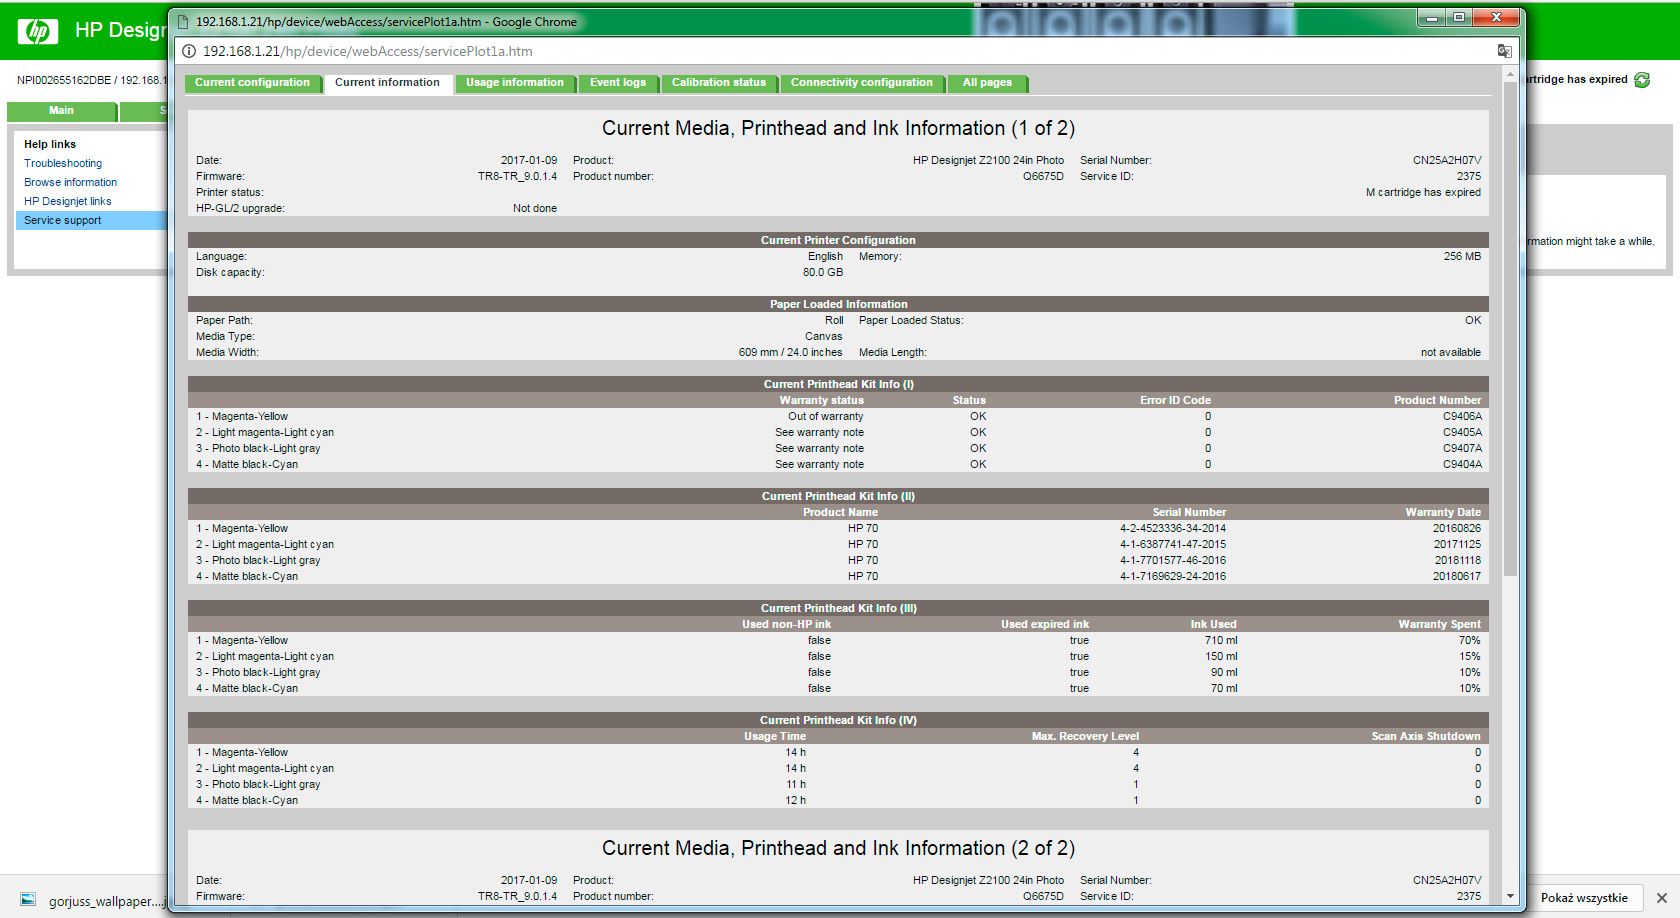 192.168.1.21/hp/device/webAccess/servicePlot1a.htm - Google Chrome
hp HP Desig
192.168.1.21/hp/device/webAccess/servicePlot1a.htm
NPI002655162DBE / 192.168.1
has expired
Main
Help links
Troubleshooting
Browse information
HP Designjet links
Service support
might take a while.
Current configuration Current information Usage information Event logs Calibration status Connectivity configuration All pages
Current Media, Printhead and Ink Information (1 of 2)
Date: 2017-01-09 Product: HP Designjet Z2100 24in Photo Serial Number: CN25A2H07V
Firmware: TR8-TR_9.0.1.4 Product number: Q6675D Service ID: 2375
Printer status: M cartridge has expired
HP-GL/2 upgrade: Not done
Current Printer Configuration
Language: English Memory: 256 MB
Disk capacity: 80.0 GB
Paper Loaded Information
Paper Path: Roll Paper Loaded Status: OK
Media Type: Canvas
Media Width: 609 mm / 24.0 inches Media Length: not available
Current Printhead Kit Info (I)
Warranty status Status Error ID Code Product Number
1 - Magenta-Yellow Out of warranty OK 0 C9406A
2 - Light magenta-Light cyan See warranty note OK 0 C9405A
3 - Photo black-Light gray See warranty note OK 0 C9407A
4 - Matte black-Cyan See warranty note OK 0 C9404A
Current Printhead Kit Info (II)
Product Name Serial Number Warranty Date
1 - Magenta-Yellow HP 70 4-2-4523336-34-2014 20160826
2 - Light magenta-Light cyan HP 70 4-1-6387741-47-2015 20171125
3 - Photo black-Light gray HP 70 4-1-7701577-46-2016 20181118
4 - Matte black-Cyan HP 70 4-1-7169629-24-2016 20180617
Current Printhead Kit Info (III)
Used non-HP ink Used expired ink Ink Used Warranty Spent
1 - Magenta-Yellow false true 710 ml 70%
2 - Light magenta-Light cyan false true 150 ml 15%
3 - Photo black-Light gray false true 90 ml 10%
4 - Matte black-Cyan false true 70 ml 10%
Current Printhead Kit Info (IV)
Usage Time Max. Recovery Level Scan Axis Shutdown
1 - Magenta-Yellow 14 h 4 0
2 - Light magenta-Light cyan 14 h 4 0
3 - Photo black-Light gray 11 h 1 0
4 - Matte black-Cyan 12 h 1 0
Current Media, Printhead and Ink Information (2 of 2)
Date: 2017-01-09 Product: HP Designjet Z2100 24in Photo Serial Number: CN25A2H07V
Firmware: TR8-TR_9.0.1.4 Product number: Q6675D Service ID: 2375
gorjuss_wallpaper....j
Pokaż wszystkie